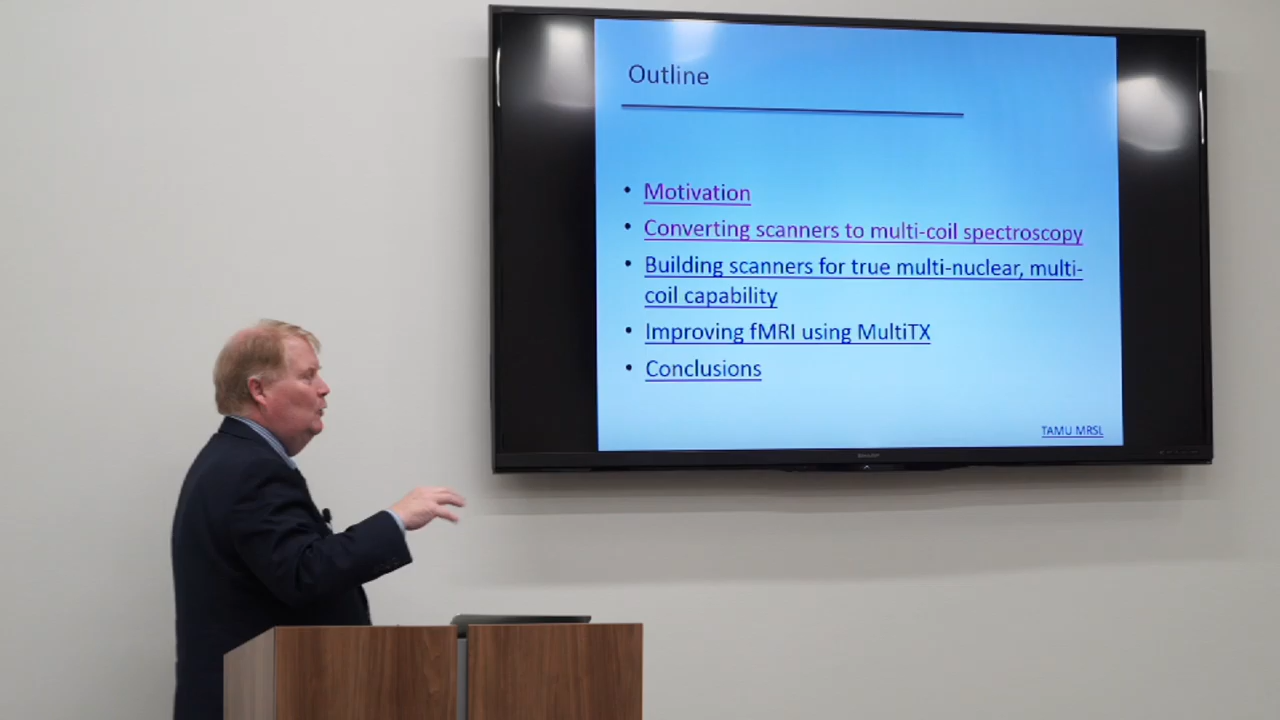 Outline
• Motivation
• Converting scanners to multi-coil spectroscopy
• Building scanners for true multi-nuclear, multi-
coil capability
• Improving fMRI using MultiTX
• Conclusions
TAMU MRSL
SHARP